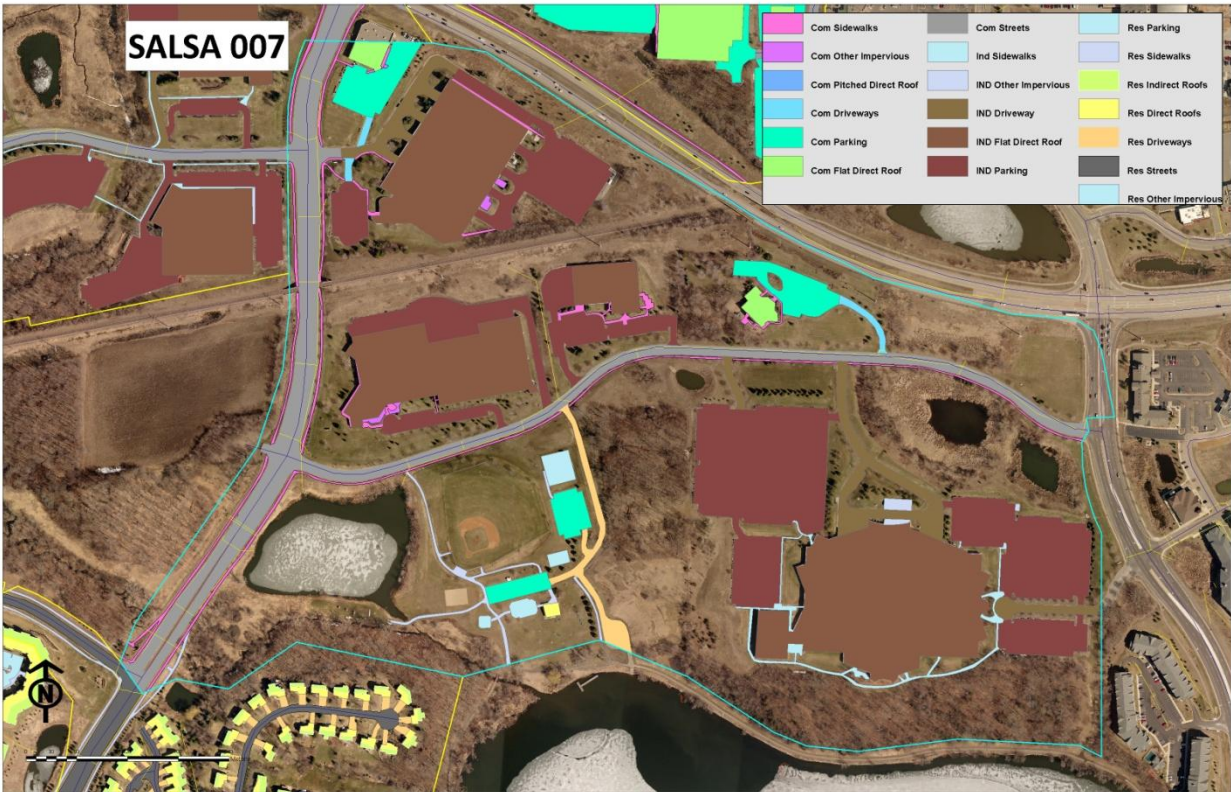 SALSA 007
Com Sidewalks
Com Other Impervious
Com Pitched Direct Roof
Com Driveways
Com Parking
Com Flat Direct Roof
Com Streets
Ind Sidewalks
IND Other Impervious
IND Driveway
IND Flat Direct Roof
IND Parking
Res Parking
Res Sidewalks
Res Indirect Roofs
Res Direct Roofs
Res Driveways
Res Streets
Res Other Impervious
N